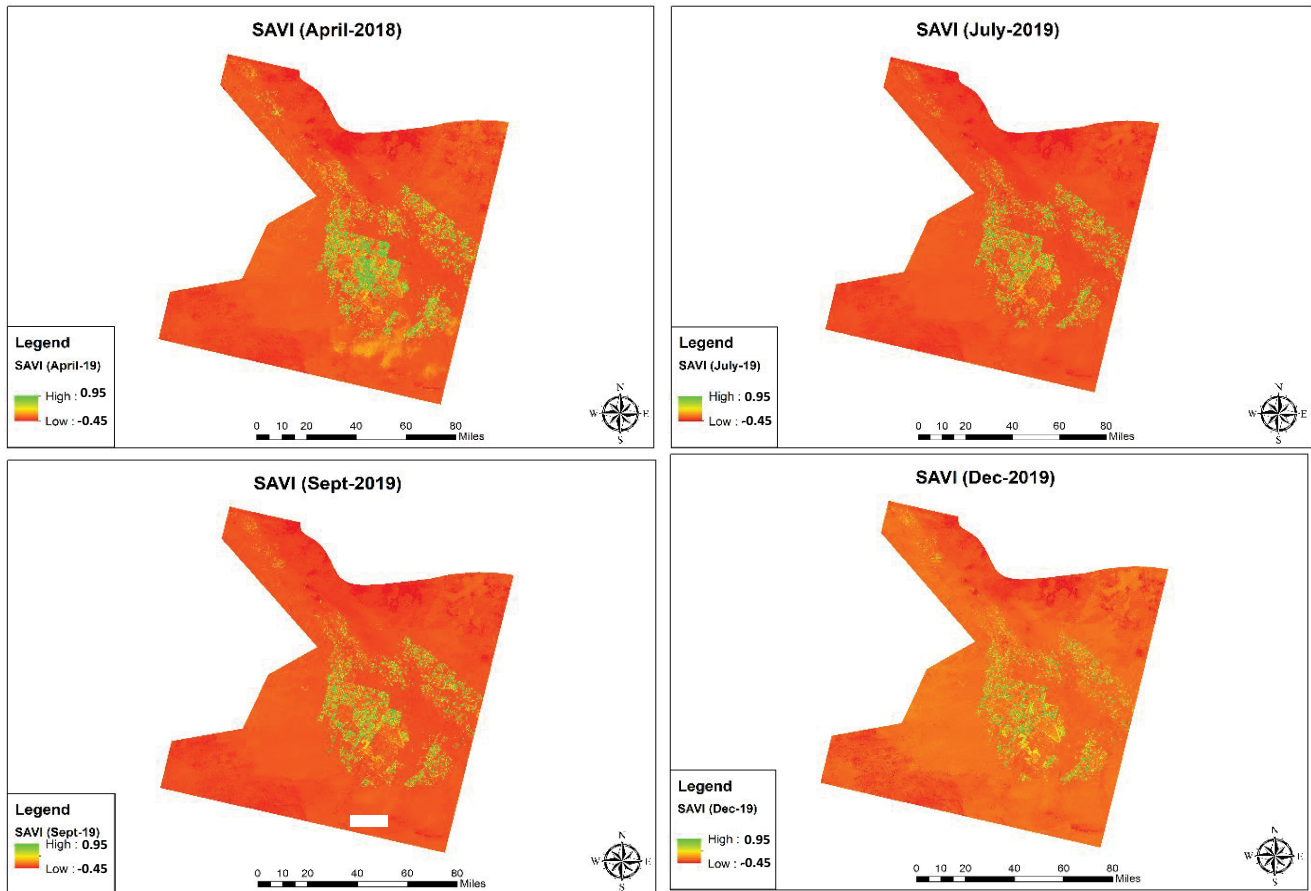 SAVI (April-2018)
Legend
SAVI (April-19)
High : 0.95
Low : -0.45
0 5 10 20 40 60 80
Miles
N
W E
S
SAVI (July-2019)
Legend
SAVI (July-19)
High : 0.95
Low : -0.45
0 5 10 20 40 60 80
Miles
N
W E
S
SAVI (Sept-2019)
Legend
SAVI (Sept-19)
High : 0.95
Low : -0.45
0 5 10 20 40 60 80
Miles
N
W E
S
SAVI (Dec-2019)
Legend
SAVI (Dec-19)
High : 0.95
Low : -0.45
0 5 10 20 40 60 80
Miles
N
W E
S